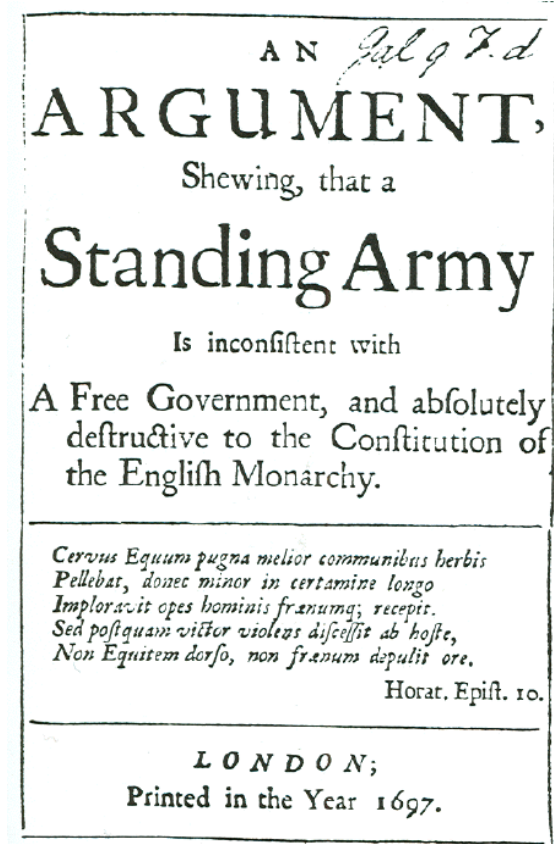 AN
ARGUMENT,
Shewing, that a
Standing Army
Is inconſiſtent with
A Free Government, and abſolutely
deſtructive to the Conſtitution of
the Engliſh Monarchy.
Cervus Equum pugna melior communibus herbis
Pellebat, donec minor in certamine longo
Imploravit opes hominis frænumq; recepit.
Sed poſtquam victor violens diſceſſit ab hoſte,
Non Equitem dorſo, non frænum depulit ore.
Horat. Epiſt. 10.
LONDON;
Printed in the Year 1697.